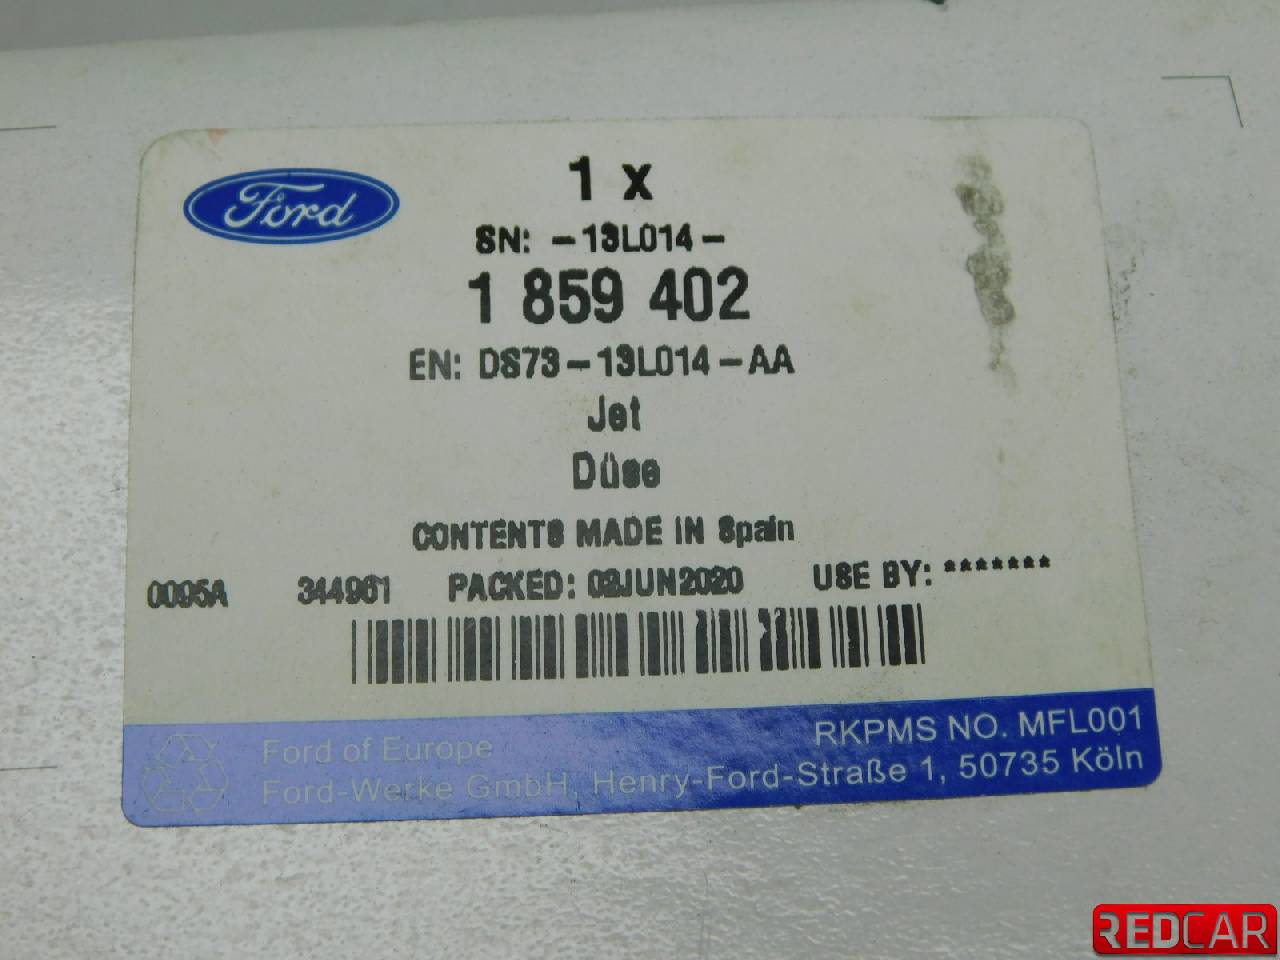 Ford
1 x
SN: -13L014-
1 859 402
EN: DS73-13L014-AA
Jet
Düse
CONTENTS MADE IN Spain
0095A 344961 PACKED: 02JUN2020 USE BY: *******
RKPMS NO. MFL001
Ford of Europe
Ford-Werke GmbH, Henry-Ford-Straße 1, 50735 Köln
REDCAR